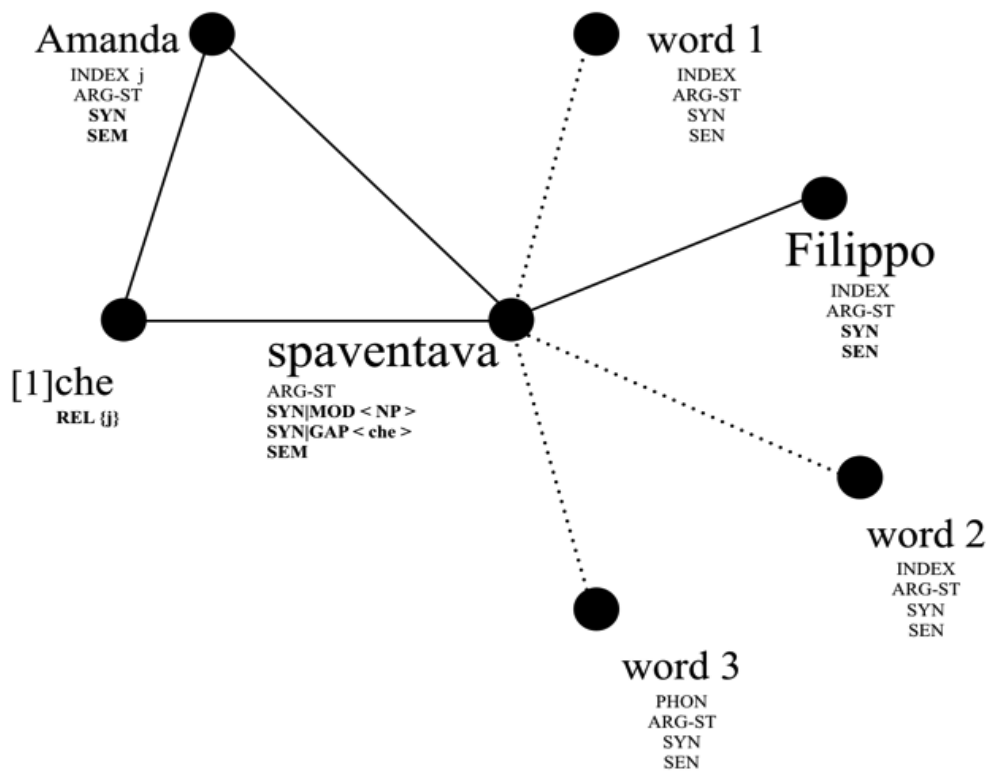 Amanda
INDEX j
ARG-ST
SYN
SEM
word 1
INDEX
ARG-ST
SYN
SEN
Filippo
INDEX
ARG-ST
SYN
SEN
[1]che
REL {j}
spaventava
ARG-ST
SYN|MOD < NP >
SYN|GAP < che >
SEM
word 2
INDEX
ARG-ST
SYN
SEN
word 3
PHON
ARG-ST
SYN
SEN